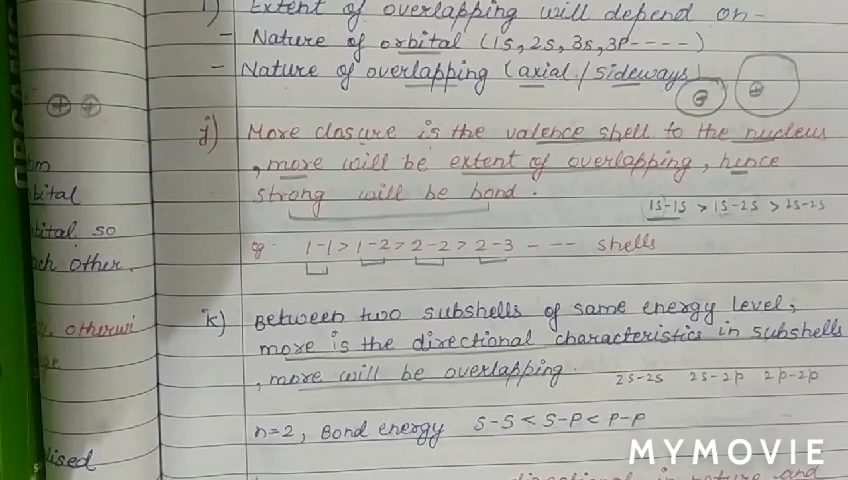 i) Extent of overlapping will depend on-
- Nature of orbital (1s, 2s, 3s, 3p----)
- Nature of overlapping (axial / sideways)
j) More closure is the valence shell to the nucleus
, more will be extent of overlapping, hence
strong will be bond.
1s-1s > 1s-2s > 2s-2s
eg. 1-1 > 1-2 > 2-2 > 2-3 - -- shells
k) Between two subshells of same energy level,
more is the directional characteristics in subshells
, more will be overlapping.
2s-2s 2s-2p 2p-2p
n=2, Bond energy s-s < s-p < p-p
MYMOVIE
directional in nature and
bital
bital so
ch other.
otherwi
lised